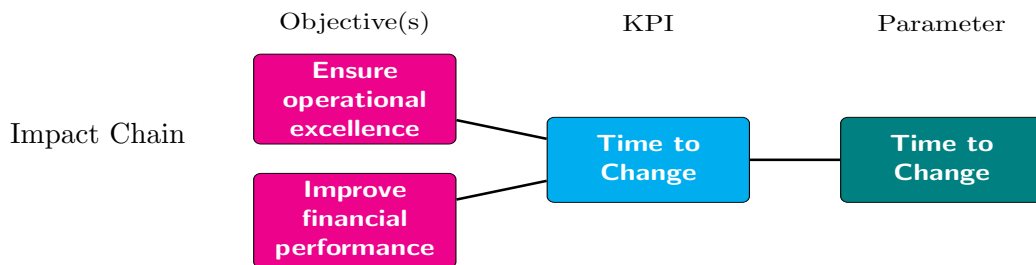 Objective(s) KPI Parameter
Impact Chain
Ensure
operational
excellence
Improve
financial
performance
Time to
Change
Time to
Change